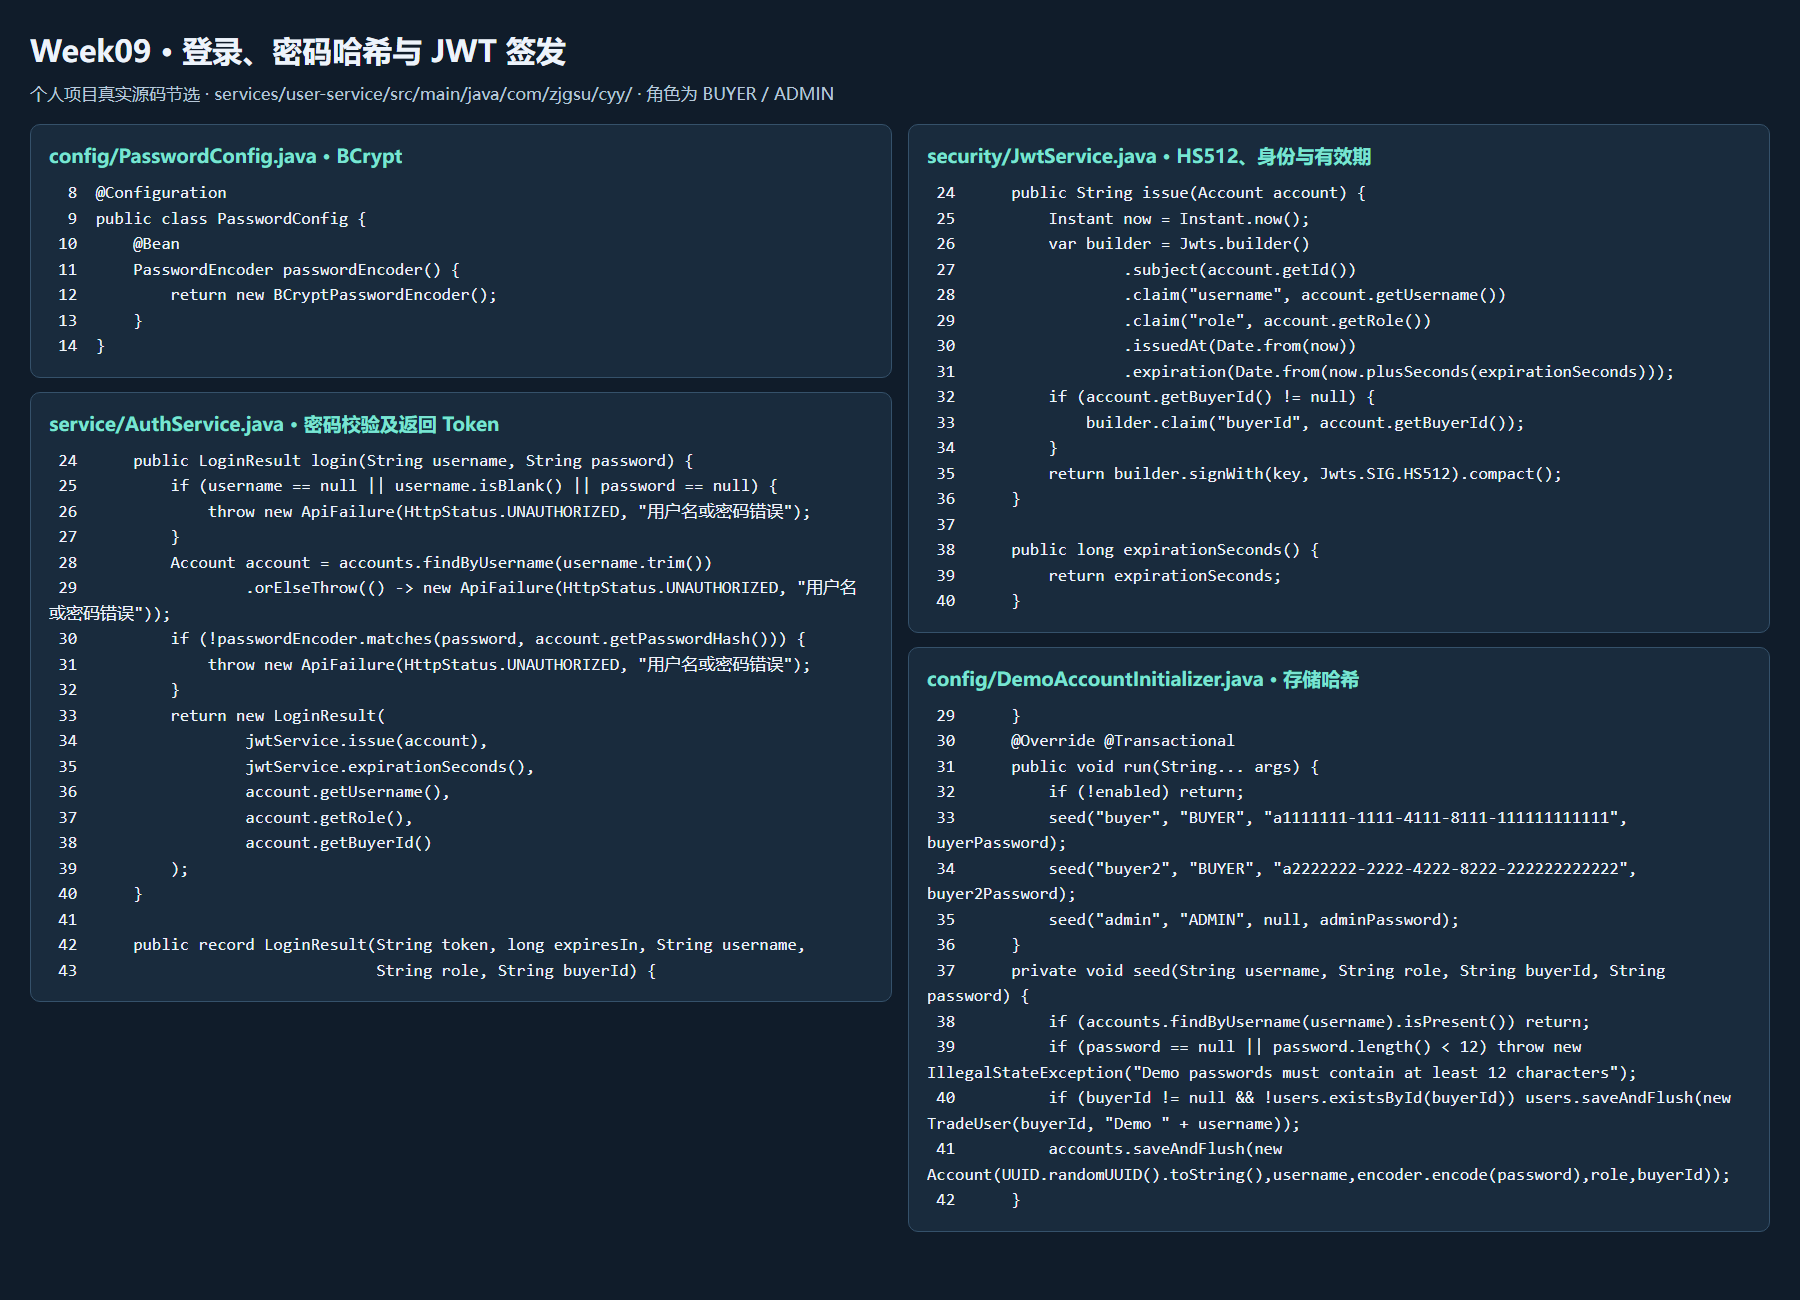 Week09 • 登录、密码哈希与 JWT 签发
个人项目真实源码节选 · services/user-service/src/main/java/com/zjgsu/cyy/ · 角色为 BUYER / ADMIN
config/PasswordConfig.java • BCrypt
8  @Configuration
9  public class PasswordConfig {
10      @Bean
11      PasswordEncoder passwordEncoder() {
12          return new BCryptPasswordEncoder();
13      }
14  }
service/AuthService.java • 密码校验及返回 Token
24      public LoginResult login(String username, String password) {
25          if (username == null || username.isBlank() || password == null) {
26              throw new ApiFailure(HttpStatus.UNAUTHORIZED, "用户名或密码错误");
27          }
28          Account account = accounts.findByUsername(username.trim())
29                  .orElseThrow(() -> new ApiFailure(HttpStatus.UNAUTHORIZED, "用户名
或密码错误"));
30          if (!passwordEncoder.matches(password, account.getPasswordHash())) {
31              throw new ApiFailure(HttpStatus.UNAUTHORIZED, "用户名或密码错误");
32          }
33          return new LoginResult(
34                  jwtService.issue(account),
35                  jwtService.expirationSeconds(),
36                  account.getUsername(),
37                  account.getRole(),
38                  account.getBuyerId()
39          );
40      }
41
42      public record LoginResult(String token, long expiresIn, String username,
43                                String role, String buyerId) {
security/JwtService.java • HS512、身份与有效期
24      public String issue(Account account) {
25          Instant now = Instant.now();
26          var builder = Jwts.builder()
27                  .subject(account.getId())
28                  .claim("username", account.getUsername())
29                  .claim("role", account.getRole())
30                  .issuedAt(Date.from(now))
31                  .expiration(Date.from(now.plusSeconds(expirationSeconds)));
32          if (account.getBuyerId() != null) {
33              builder.claim("buyerId", account.getBuyerId());
34          }
35          return builder.signWith(key, Jwts.SIG.HS512).compact();
36      }
37
38      public long expirationSeconds() {
39          return expirationSeconds;
40      }
config/DemoAccountInitializer.java • 存储哈希
29      }
30      @Override @Transactional
31      public void run(String... args) {
32          if (!enabled) return;
33          seed("buyer", "BUYER", "a1111111-1111-4111-8111-111111111111",
buyerPassword);
34          seed("buyer2", "BUYER", "a2222222-2222-4222-8222-222222222222",
buyer2Password);
35          seed("admin", "ADMIN", null, adminPassword);
36      }
37      private void seed(String username, String role, String buyerId, String
password) {
38          if (accounts.findByUsername(username).isPresent()) return;
39          if (password == null || password.length() < 12) throw new
IllegalStateException("Demo passwords must contain at least 12 characters");
40          if (buyerId != null && !users.existsById(buyerId)) users.saveAndFlush(new
TradeUser(buyerId, "Demo " + username));
41          accounts.saveAndFlush(new
Account(UUID.randomUUID().toString(),username,encoder.encode(password),role,buyerId));
42      }